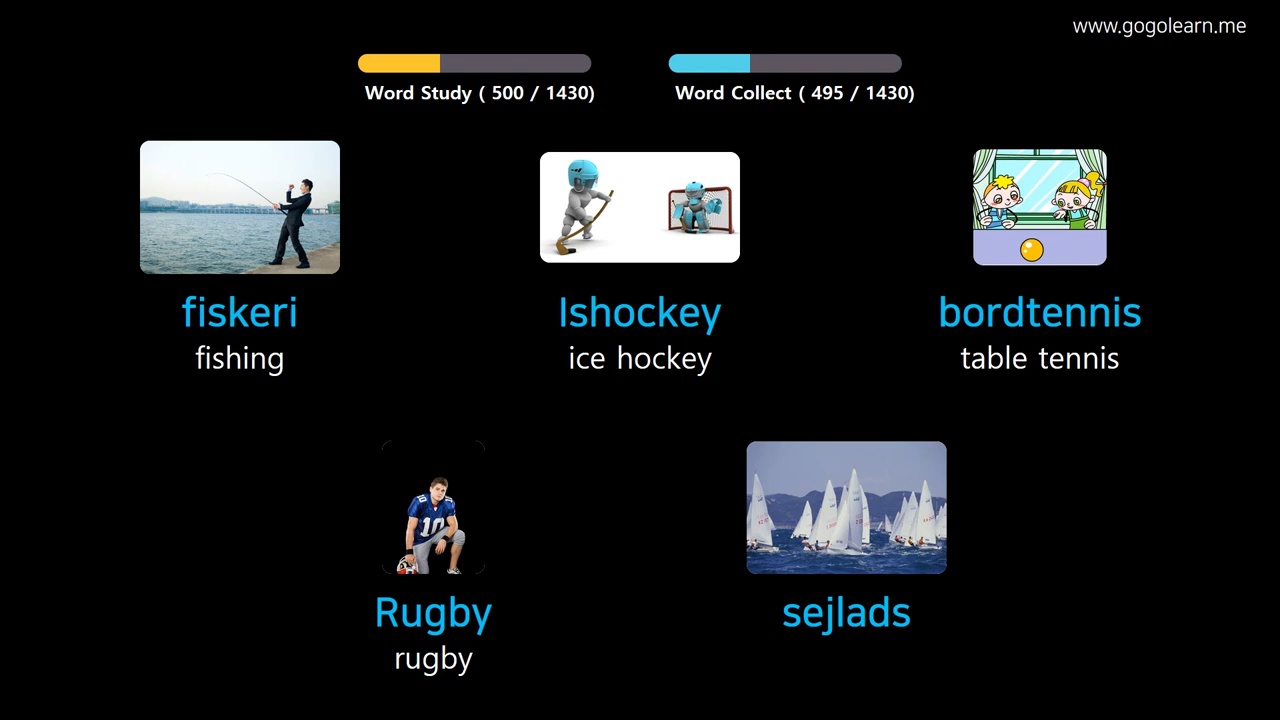 www.gogolearn.me
Word Study ( 500 / 1430)
Word Collect ( 495 / 1430)
fiskeri
fishing
Ishockey
ice hockey
bordtennis
table tennis
Rugby
rugby
sejlads